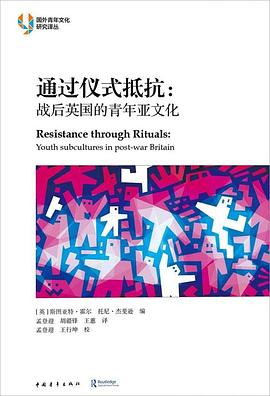 国外青年文化
研究译丛
通过仪式抵抗：
战后英国的青年亚文化
Resistance through Rituals:
Youth subcultures in post-war Britain
［英］斯图亚特·霍尔 托尼·杰斐逊 编
孟登迎 胡疆锋 王蕙 译
孟登迎 王行坤 校
中国青年出版社
Routledge